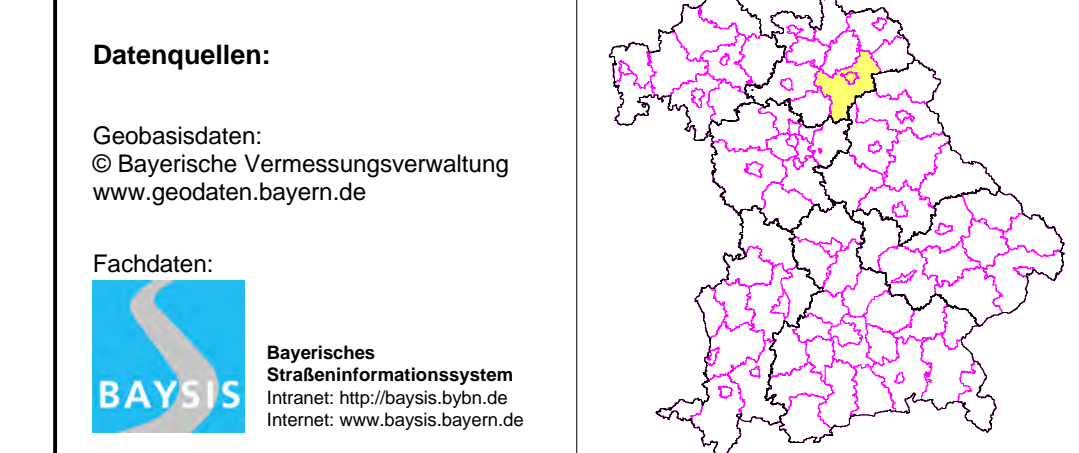 Datenquellen:
Geobasisdaten:
© Bayerische Vermessungsverwaltung
www.geodaten.bayern.de
Fachdaten:
BAYSIS
Bayerisches
Straßeninformationssystem
Intranet: http://baysis.bybn.de
Internet: www.baysis.bayern.de